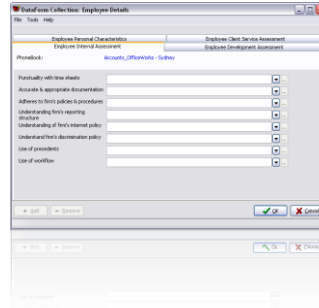 DataForm Collection: Employee Details
File Tools Help
Employee Personal Characteristics
Employee Client Service Assessment
Employee Internal Assessment
Employee Development Assessment
PhoneBook:
Accounts_OfficeWorks - Sydney
Punctuality with time sheets
Accurate & appropriate documentation
Adheres to firm's policies & procedures
Understanding firm's reporting
structure
Understanding of firm's internet policy
Understand firm's discrimination policy
Use of precedents
Use of workflow
Add
Remove
OK
Cancel